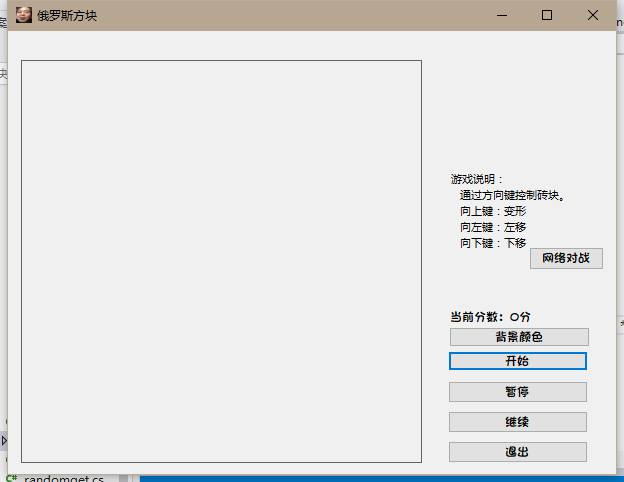 俄罗斯方块
游戏说明：
通过方向键控制砖块。
向上键：变形
向左键：左移
向下键：下移
网络对战
当前分数：0分
背景颜色
开始
暂停
继续
退出
randomget.cs